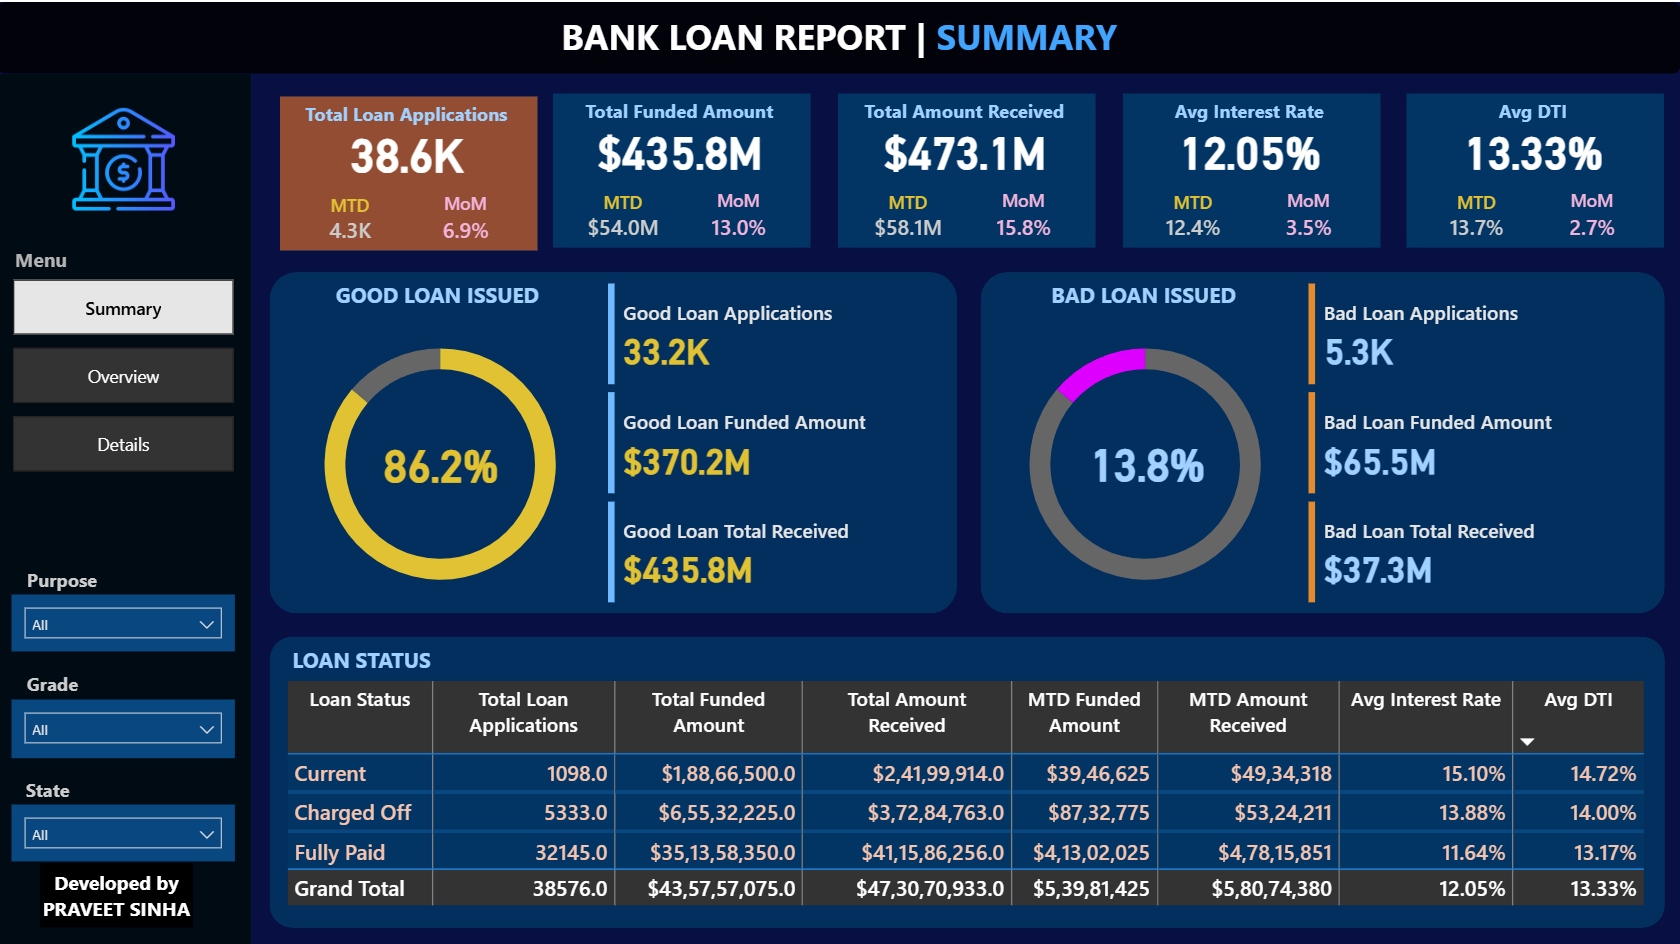 BANK LOAN REPORT | SUMMARY
Total Loan Applications
38.6K
MTD MoM
4.3K 6.9%
Total Funded Amount
$435.8M
MTD MoM
$54.0M 13.0%
Total Amount Received
$473.1M
MTD MoM
$58.1M 15.8%
Avg Interest Rate
12.05%
MTD MoM
12.4% 3.5%
Avg DTI
13.33%
MTD MoM
13.7% 2.7%
$
Menu
Summary
Overview
Details
Purpose
All
Grade
All
State
All
Developed by
PRAVEET SINHA
GOOD LOAN ISSUED
86.2%
Good Loan Applications
33.2K
Good Loan Funded Amount
$370.2M
Good Loan Total Received
$435.8M
BAD LOAN ISSUED
13.8%
Bad Loan Applications
5.3K
Bad Loan Funded Amount
$65.5M
Bad Loan Total Received
$37.3M
LOAN STATUS
Loan Status Total Loan Total Funded Total Amount MTD Funded MTD Amount Avg Interest Rate Avg DTI
Applications Amount Received Amount Received
Current 1098.0 $1,88,66,500.0 $2,41,99,914.0 $39,46,625 $49,34,318 15.10% 14.72%
Charged Off 5333.0 $6,55,32,225.0 $3,72,84,763.0 $87,32,775 $53,24,211 13.88% 14.00%
Fully Paid 32145.0 $35,13,58,350.0 $41,15,86,256.0 $4,13,02,025 $4,78,15,851 11.64% 13.17%
Grand Total 38576.0 $43,57,57,075.0 $47,30,70,933.0 $5,39,81,425 $5,80,74,380 12.05% 13.33%